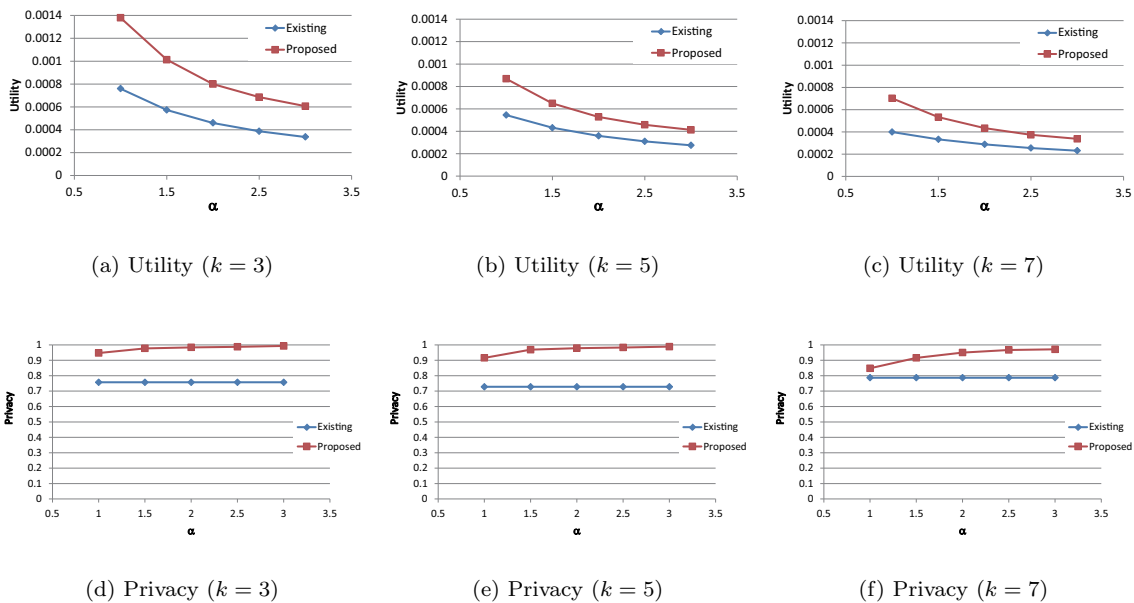 0.0014
0.0012
0.001
0.0008
0.0006
0.0004
0.0002
0
Utility
0.5 1.5 2.5 3.5
α
Existing
Proposed
(a) Utility (k = 3)
0.0014
0.0012
0.001
0.0008
0.0006
0.0004
0.0002
0
Utility
0.5 1.5 2.5 3.5
α
Existing
Proposed
(b) Utility (k = 5)
0.0014
0.0012
0.001
0.0008
0.0006
0.0004
0.0002
0
Utility
0.5 1.5 2.5 3.5
α
Existing
Proposed
(c) Utility (k = 7)
1
0.9
0.8
0.7
0.6
0.5
0.4
0.3
0.2
0.1
0
Privacy
0.5 1 1.5 2 2.5 3 3.5
α
Existing
Proposed
(d) Privacy (k = 3)
1
0.9
0.8
0.7
0.6
0.5
0.4
0.3
0.2
0.1
0
Privacy
0.5 1 1.5 2 2.5 3 3.5
α
Existing
Proposed
(e) Privacy (k = 5)
1
0.9
0.8
0.7
0.6
0.5
0.4
0.3
0.2
0.1
0
Privacy
0.5 1 1.5 2 2.5 3 3.5
α
Existing
Proposed
(f) Privacy (k = 7)